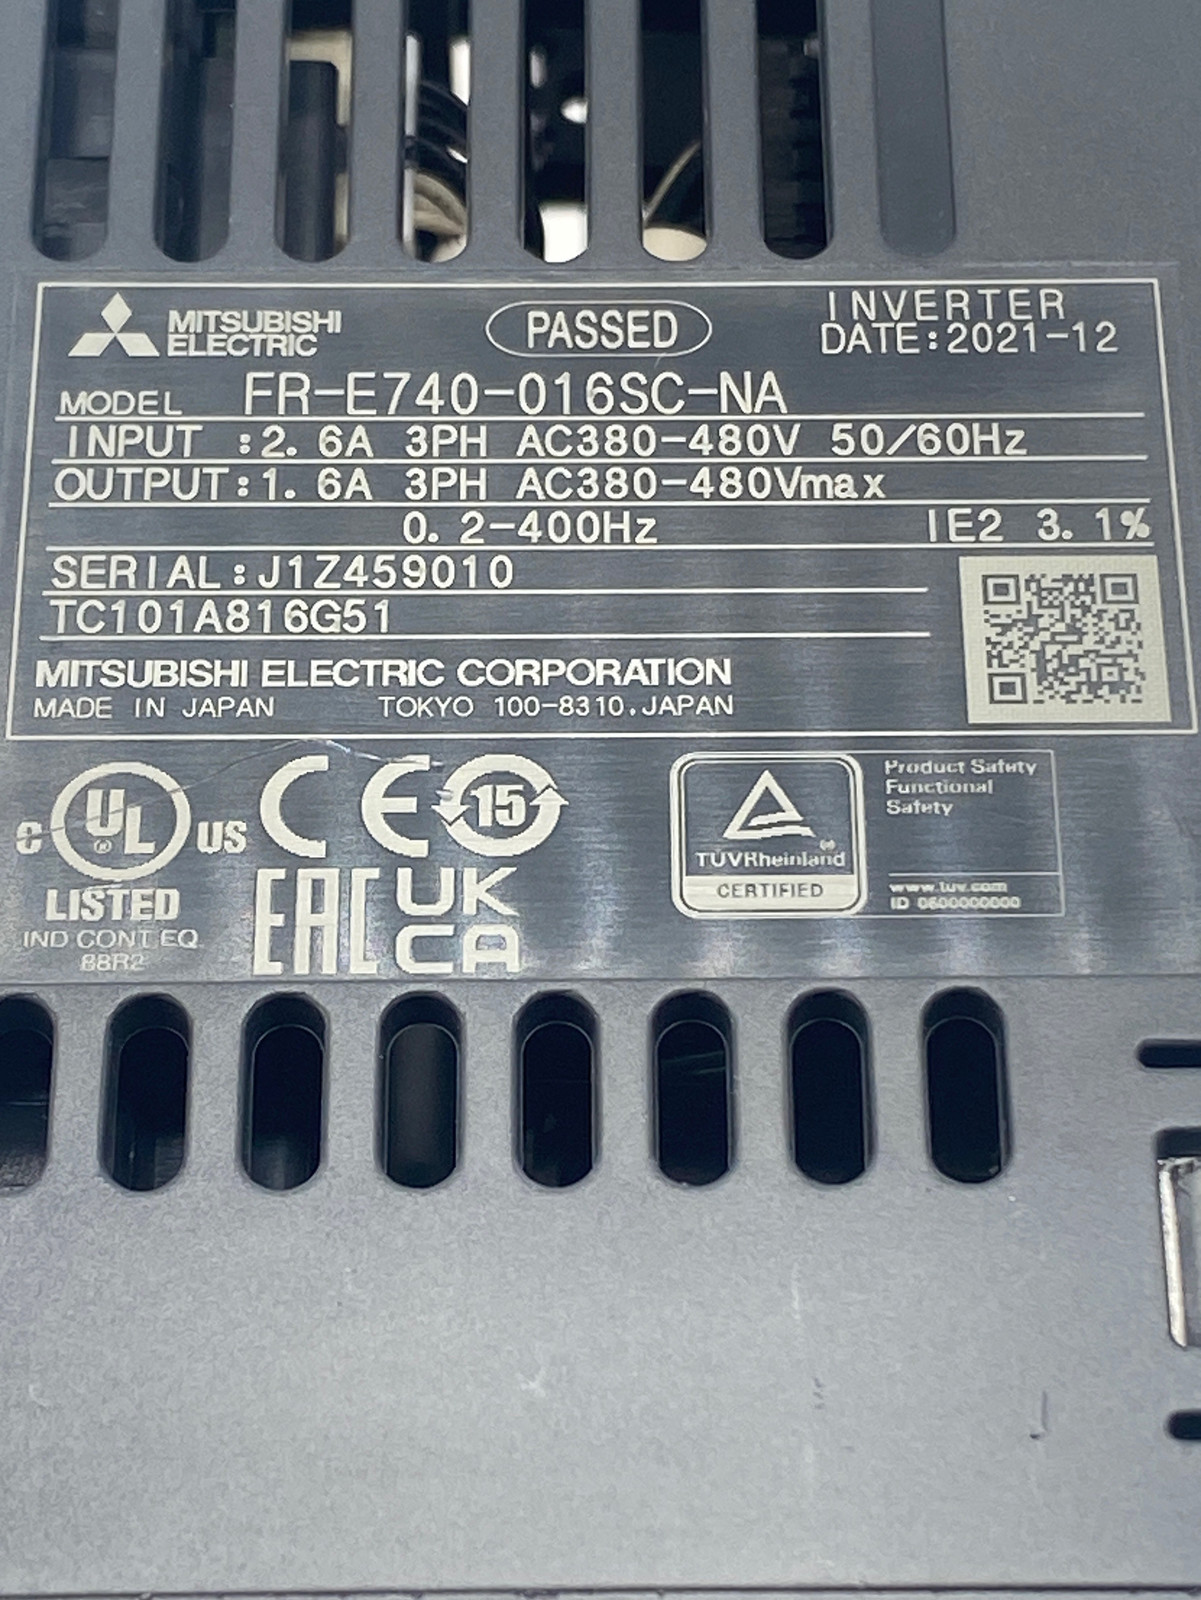 MITSUBISHI
ELECTRIC
PASSED
INVERTER
DATE:2021-12
MODEL FR-E740-016SC-NA
INPUT :2.6A 3PH AC380-480V 50/60Hz
OUTPUT:1.6A 3PH AC380-480Vmax
0.2-400Hz IE2 3.1%
SERIAL:J1Z459010
TC101A816G51
MITSUBISHI ELECTRIC CORPORATION
MADE IN JAPAN TOKYO 100-8310,JAPAN
C UL® US
LISTED
IND CONT EQ
88R2
CE
15
EAC
UK
CA
TÜVRheinland
CERTIFIED
Product Safety
Functional
Safety
www.tuv.com
ID 0600000000